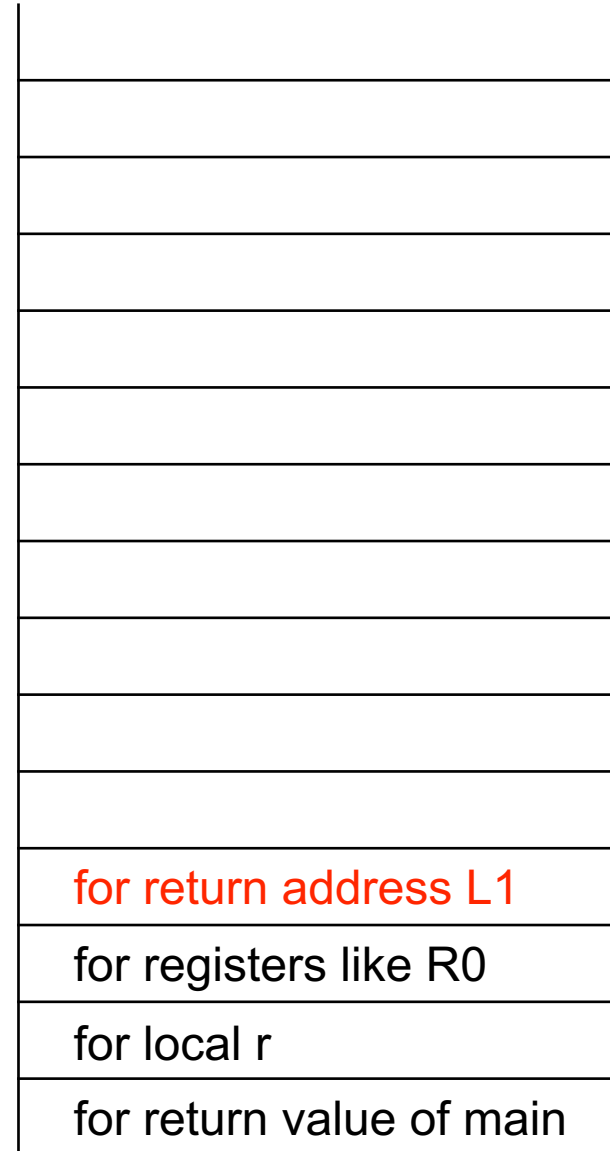 for return address L1
for registers like R0
for local r
for return value of main